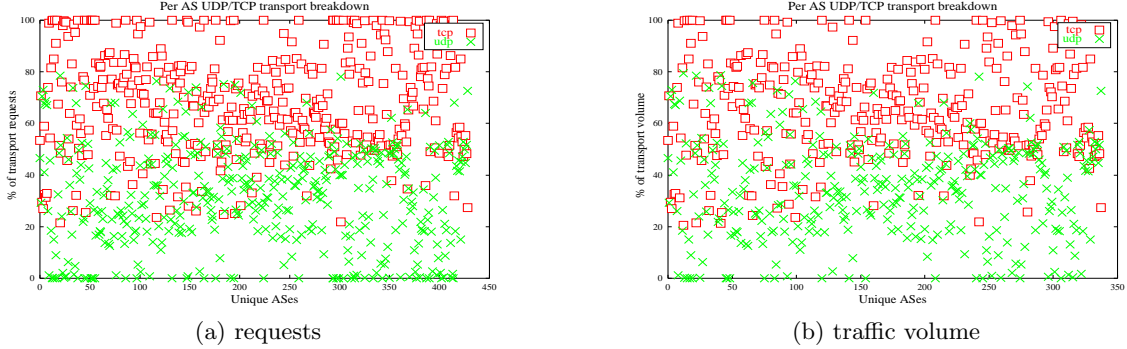 Per AS UDP/TCP transport breakdown
100
80
60
40
20
0
% of transport requests
tcp
udp
0 50 100 150 200 250 300 350 400 450
Unique ASes
(a) requests
Per AS UDP/TCP transport breakdown
100
80
60
40
20
0
% of transport volume
tcp
udp
0 50 100 150 200 250 300 350
Unique ASes
(b) traffic volume